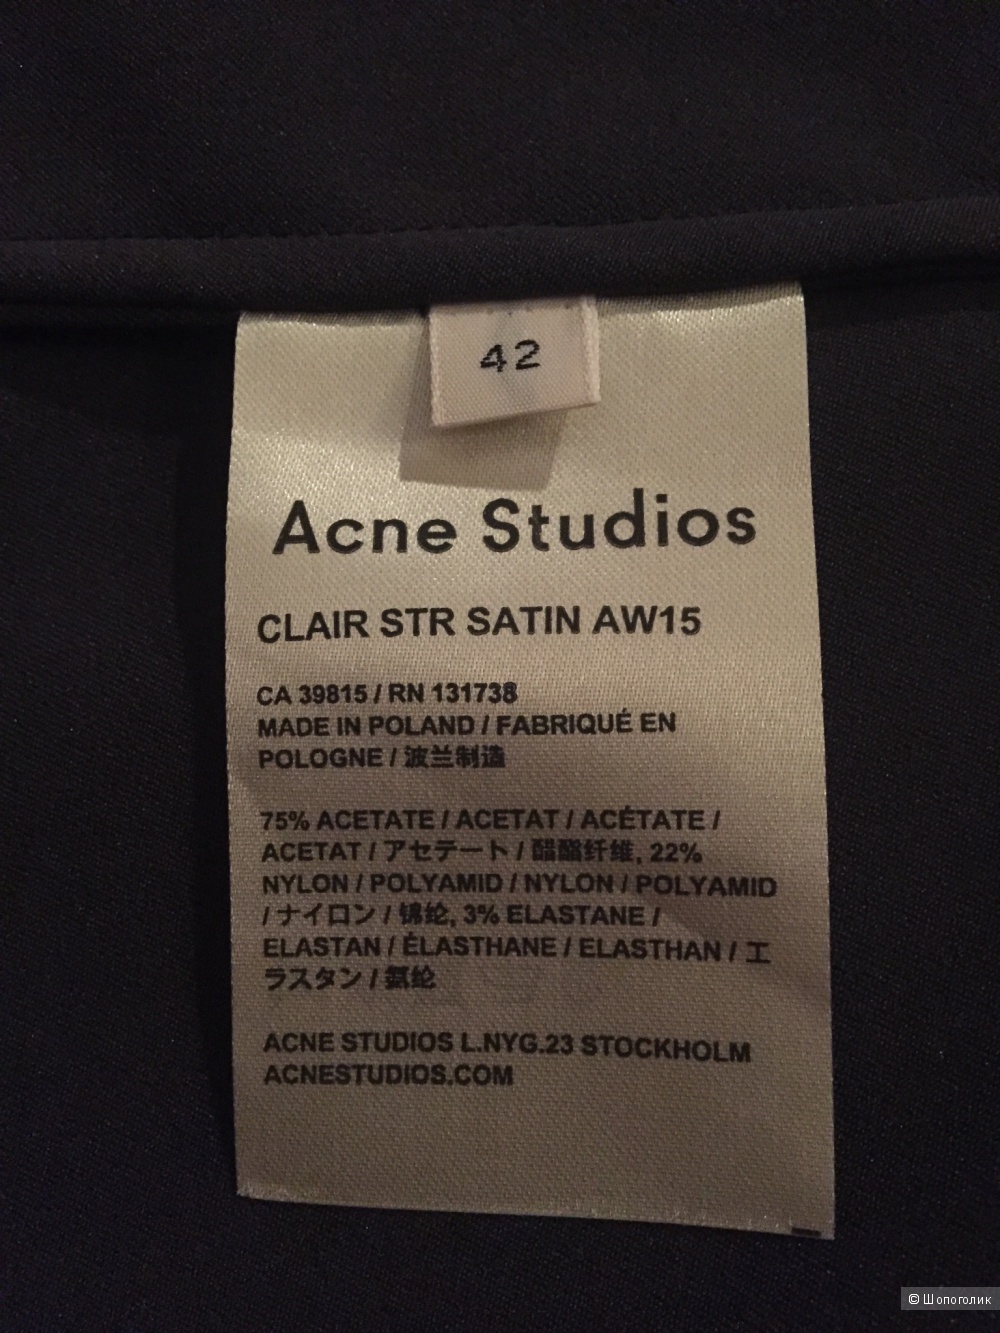 42
Acne Studios
CLAIR STR SATIN AW15
CA 39815 / RN 131738
MADE IN POLAND / FABRIQUÉ EN
POLOGNE / 波兰制造
75% ACETATE / ACETAT / ACÉTATE /
ACETAT / アセテート / 醋酯纤维, 22%
NYLON / POLYAMID / NYLON / POLYAMID
/ ナイロン / 锦纶, 3% ELASTANE /
ELASTAN / ÉLASTHANE / ELASTHAN / エ
ラスタン / 氨纶
ACNE STUDIOS L.NYG.23 STOCKHOLM
ACNESTUDIOS.COM
© Шопоголик